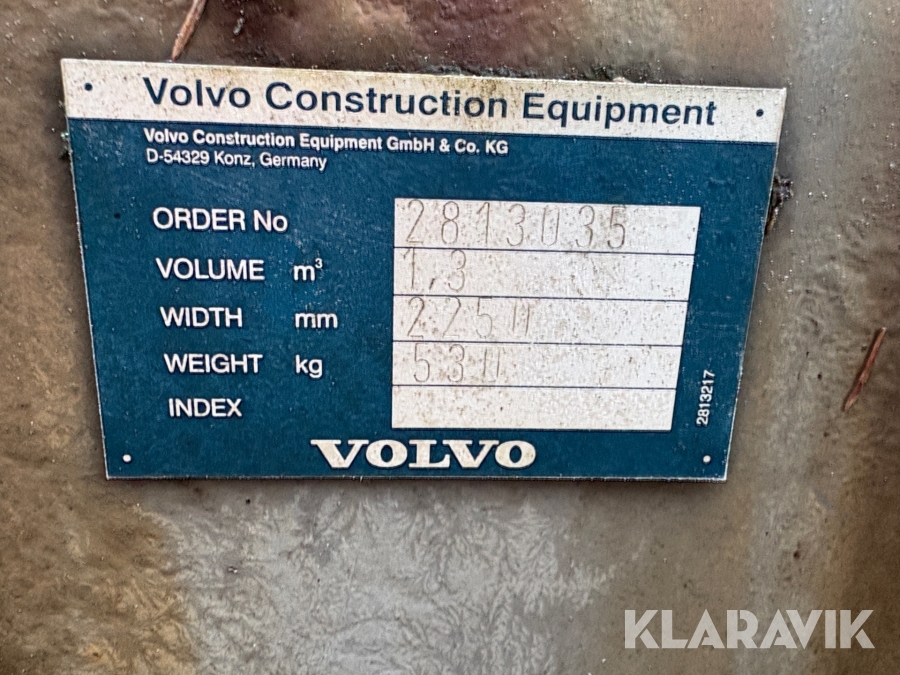 Volvo Construction Equipment
Volvo Construction Equipment GmbH & Co. KG
D-54329 Konz, Germany
ORDER No 2813035
VOLUME m³ 1,3
WIDTH mm 2250
WEIGHT kg 530
INDEX
2813217
VOLVO
KLARAVIK